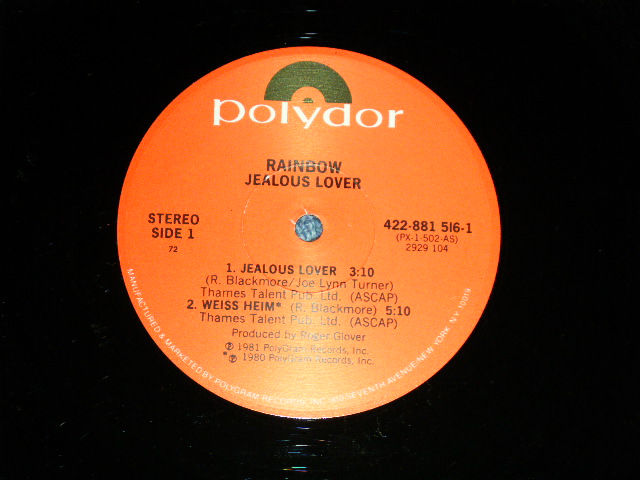 polydor
RAINBOW
JEALOUS LOVER
STEREO
SIDE 1
72
422-881 516-1
(PX-1-502-AS)
2929 104
1. JEALOUS LOVER 3:10
(R. Blackmore/Joe Lynn Turner)
Thames Talent Pub. Ltd. (ASCAP)
2. WEISS HEIM* (R. Blackmore) 5:10
Thames Talent Pub. Ltd. (ASCAP)
Produced by Roger Glover
℗ 1981 PolyGram Records, Inc.
*℗ 1980 PolyGram Records, Inc.
MANUFACTURED & MARKETED BY POLYGRAM RECORDS, INC. 810 SEVENTH AVENUE, NEW YORK, NY 10019